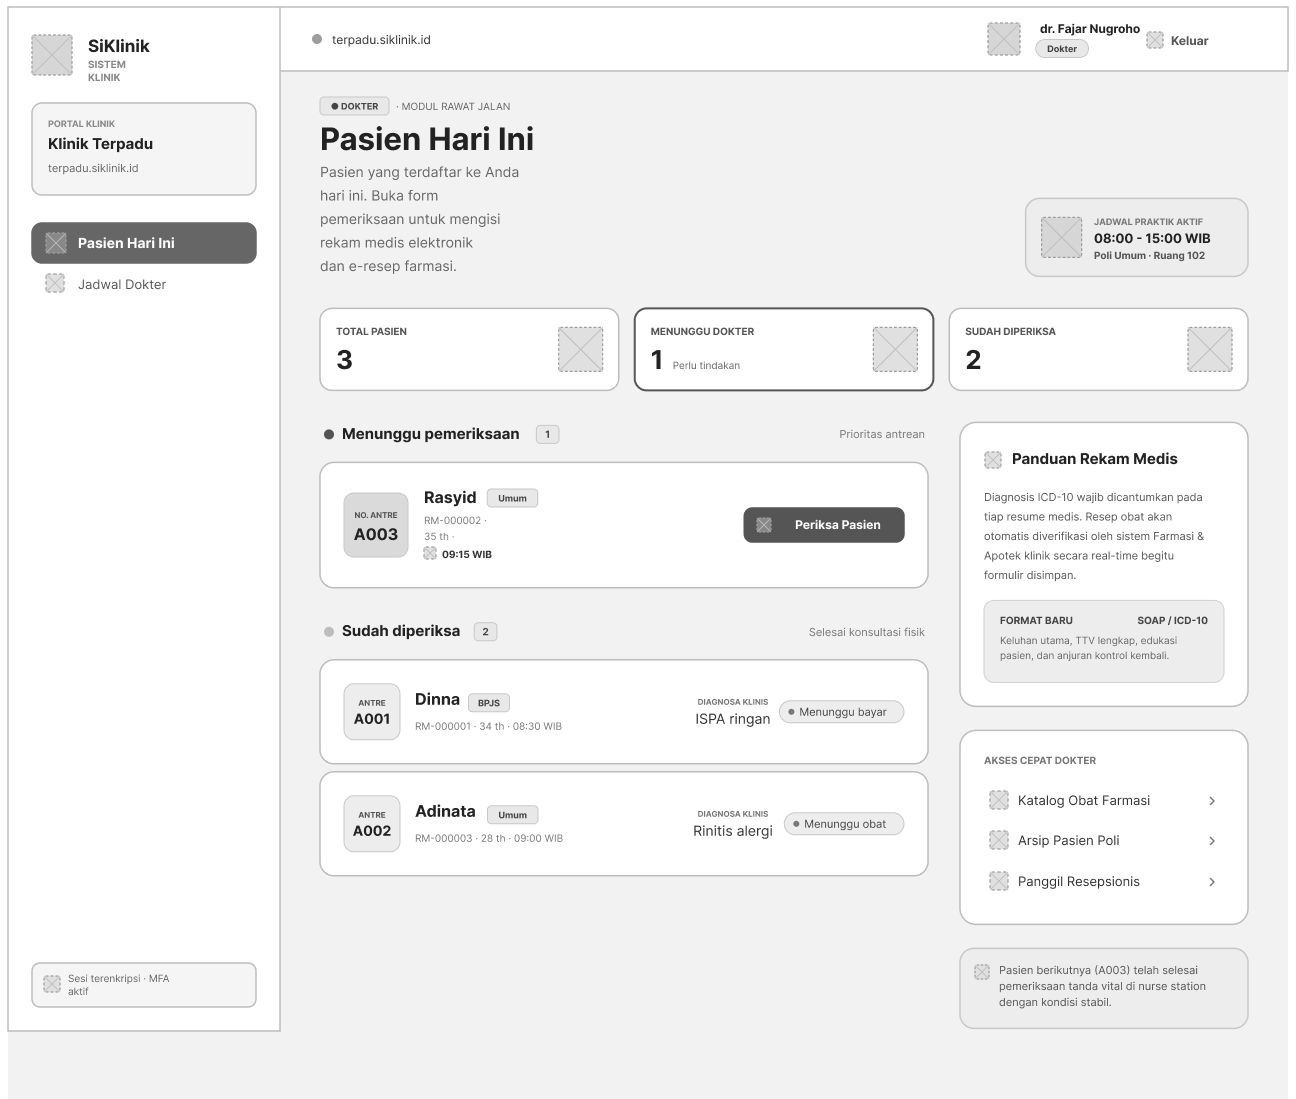 SiKlinik
SISTEM
KLINIK
PORTAL KLINIK
Klinik Terpadu
terpadu.siklinik.id
Pasien Hari Ini
Jadwal Dokter
Sesi terenkripsi · MFA
aktif
terpadu.siklinik.id
dr. Fajar Nugroho
Dokter
Keluar
DOKTER · MODUL RAWAT JALAN
Pasien Hari Ini
Pasien yang terdaftar ke Anda
hari ini. Buka form
pemeriksaan untuk mengisi
rekam medis elektronik
dan e-resep farmasi.
JADWAL PRAKTIK AKTIF
08:00 - 15:00 WIB
Poli Umum · Ruang 102
TOTAL PASIEN
3
MENUNGGU DOKTER
1 Perlu tindakan
SUDAH DIPERIKSA
2
Menunggu pemeriksaan 1 Prioritas antrean
NO. ANTRE
A003
Rasyid Umum
RM-000002 ·
35 th ·
09:15 WIB
Periksa Pasien
Sudah diperiksa 2 Selesai konsultasi fisik
ANTRE
A001
Dinna BPJS
RM-000001 · 34 th · 08:30 WIB
DIAGNOSA KLINIS
ISPA ringan
Menunggu bayar
ANTRE
A002
Adinata Umum
RM-000003 · 28 th · 09:00 WIB
DIAGNOSA KLINIS
Rinitis alergi
Menunggu obat
Panduan Rekam Medis
Diagnosis ICD-10 wajib dicantumkan pada
tiap resume medis. Resep obat akan
otomatis diverifikasi oleh sistem Farmasi &
Apotek klinik secara real-time begitu
formulir disimpan.
FORMAT BARU SOAP / ICD-10
Keluhan utama, TTV lengkap, edukasi
pasien, dan anjuran kontrol kembali.
AKSES CEPAT DOKTER
Katalog Obat Farmasi
Arsip Pasien Poli
Panggil Resepsionis
Pasien berikutnya (A003) telah selesai
pemeriksaan tanda vital di nurse station
dengan kondisi stabil.